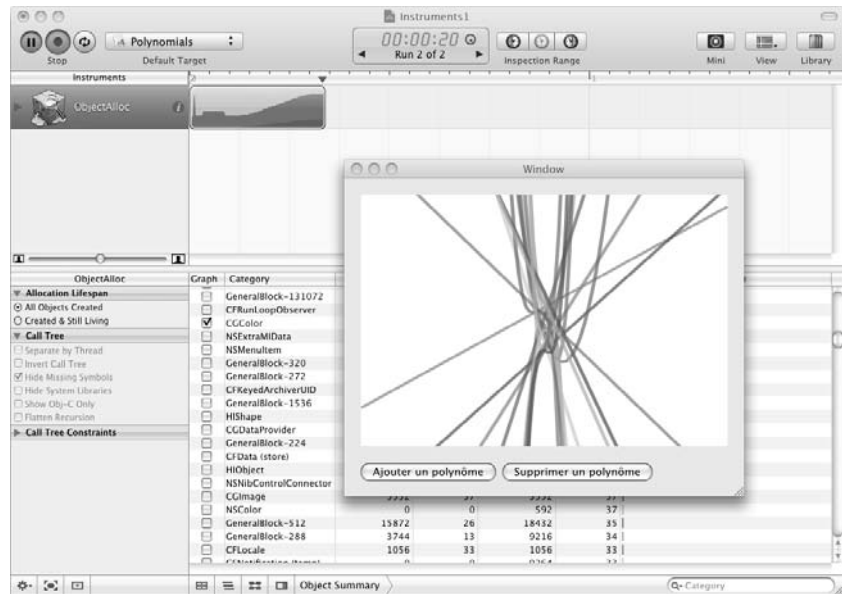 Instruments1
Polynomials
00:00:20
Run 2 of 2
Stop
Default Target
Inspection Range
Mini
View
Library
Instruments
ObjectAlloc
Window
Ajouter un polynôme
Supprimer un polynôme
ObjectAlloc
Allocation Lifespan
All Objects Created
Created & Still Living
Call Tree
Separate by Thread
Invert Call Tree
Hide Missing Symbols
Hide System Libraries
Show Obj-C Only
Flatten Recursion
Call Tree Constraints
Graph Category
GeneralBlock-131072
CFRunLoopObserver
CGColor
NSExtraMIData
NSMenuItem
GeneralBlock-320
GeneralBlock-272
CFKeyedArchiverUID
GeneralBlock-1536
HIShape
CGDataProvider
GeneralBlock-224
CFData (store)
HIObject
NSNibControlConnector
CGImage
NSColor 0 0 592 37
GeneralBlock-512 15872 26 18432 35
GeneralBlock-288 3744 13 9216 34
CFLocale 1056 33 1056 33
Object Summary
Category